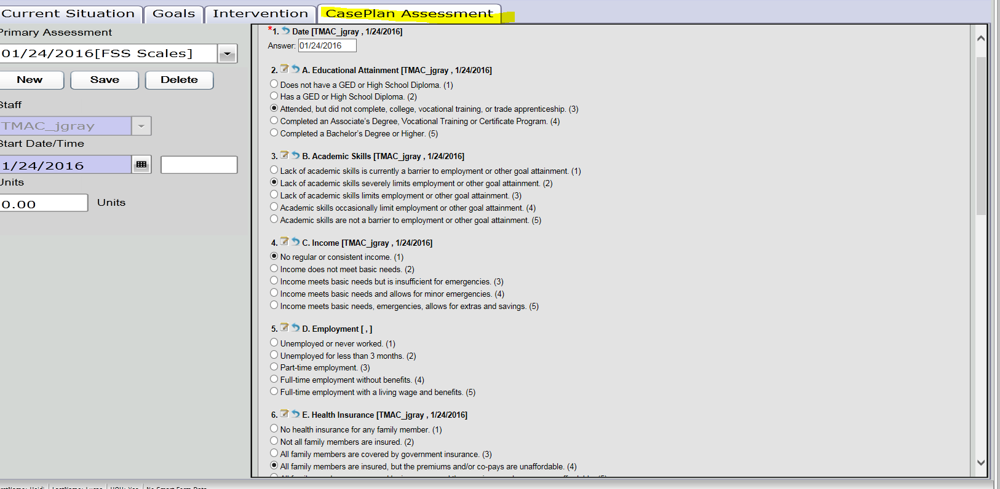 Current Situation Goals Intervention CasePlan Assessment
Primary Assessment
01/24/2016[FSS Scales]
New Save Delete
Staff
TMAC_jgray
Start Date/Time
1/24/2016
Units
0.00 Units
*1. Date [TMAC_jgray , 1/24/2016]
Answer: 01/24/2016
2. A. Educational Attainment [TMAC_jgray , 1/24/2016]
Does not have a GED or High School Diploma. (1)
Has a GED or High School Diploma. (2)
Attended, but did not complete, college, vocational training, or trade apprenticeship. (3)
Completed an Associate's Degree, Vocational Training or Certificate Program. (4)
Completed a Bachelor's Degree or Higher. (5)
3. B. Academic Skills [TMAC_jgray , 1/24/2016]
Lack of academic skills is currently a barrier to employment or other goal attainment. (1)
Lack of academic skills severely limits employment or other goal attainment. (2)
Lack of academic skills limits employment or other goal attainment. (3)
Academic skills occasionally limit employment or other goal attainment. (4)
Academic skills are not a barrier to employment or other goal attainment. (5)
4. C. Income [TMAC_jgray , 1/24/2016]
No regular or consistent income. (1)
Income does not meet basic needs. (2)
Income meets basic needs but is insufficient for emergencies. (3)
Income meets basic needs and allows for minor emergencies. (4)
Income meets basic needs, emergencies, allows for extras and savings. (5)
5. D. Employment [ , ]
Unemployed or never worked. (1)
Unemployed for less than 3 months. (2)
Part-time employment. (3)
Full-time employment without benefits. (4)
Full-time employment with a living wage and benefits. (5)
6. E. Health Insurance [TMAC_jgray , 1/24/2016]
No health insurance for any family member. (1)
Not all family members are insured. (2)
All family members are covered by government insurance. (3)
All family members are insured, but the premiums and/or co-pays are unaffordable. (4)